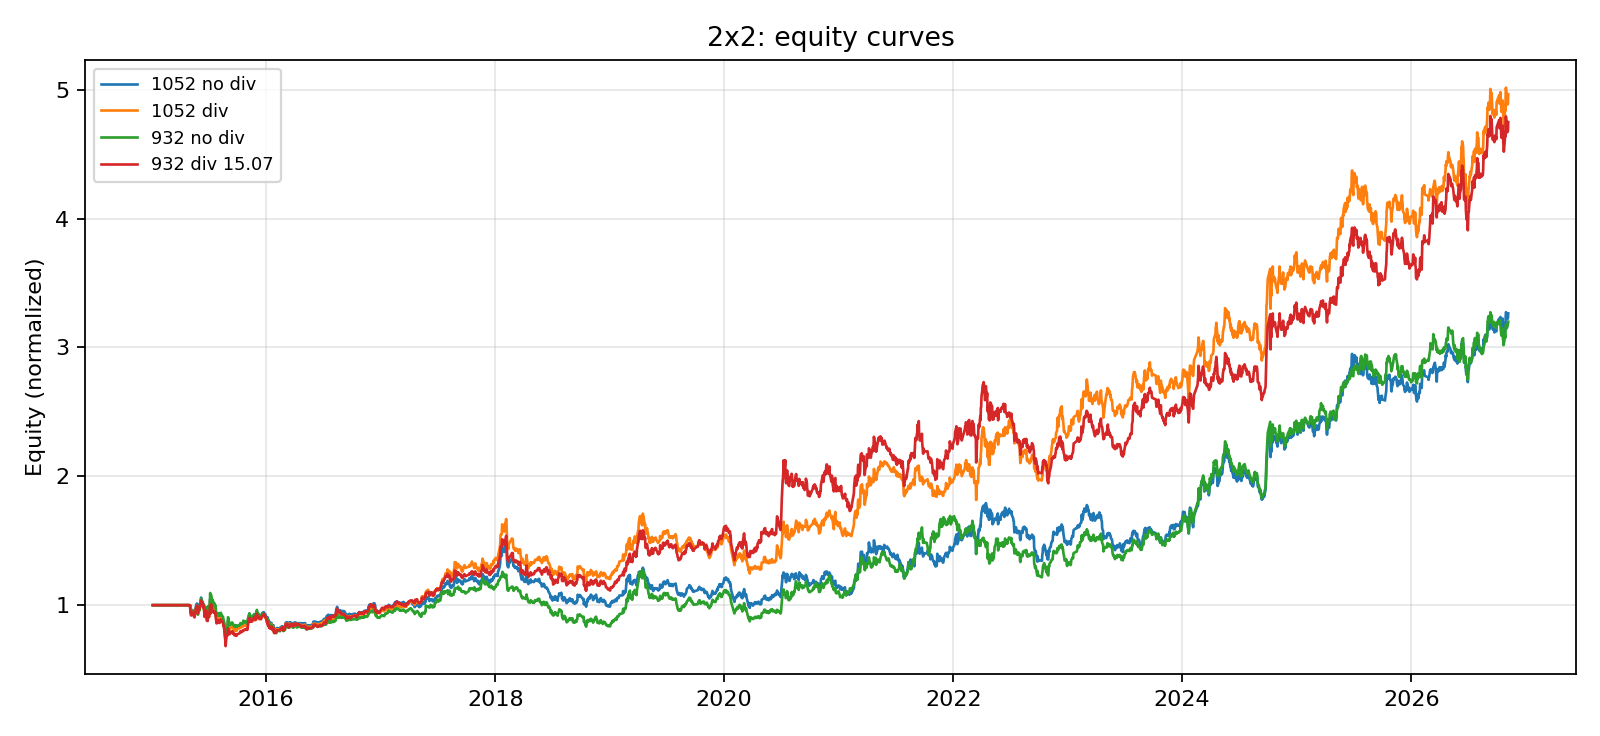 2x2: equity curves
1052 no div
1052 div
932 no div
932 div 15.07
Equity (normalized)
5
4
3
2
1
2016 2018 2020 2022 2024 2026